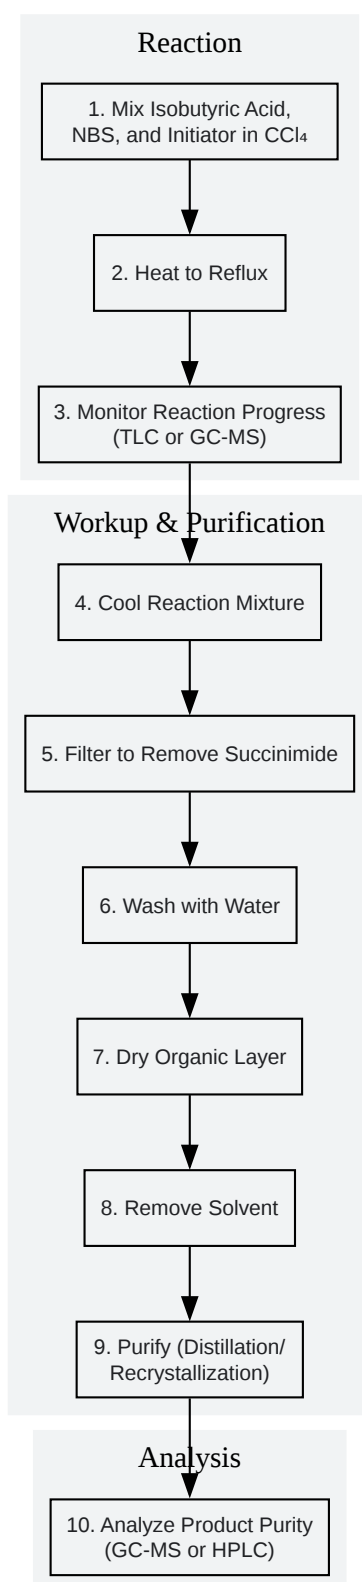 Reaction
1. Mix Isobutyric Acid,
NBS, and Initiator in CCl₄
2. Heat to Reflux
3. Monitor Reaction Progress
(TLC or GC-MS)
Workup & Purification
4. Cool Reaction Mixture
5. Filter to Remove Succinimide
6. Wash with Water
7. Dry Organic Layer
8. Remove Solvent
9. Purify (Distillation/
Recrystallization)
Analysis
10. Analyze Product Purity
(GC-MS or HPLC)